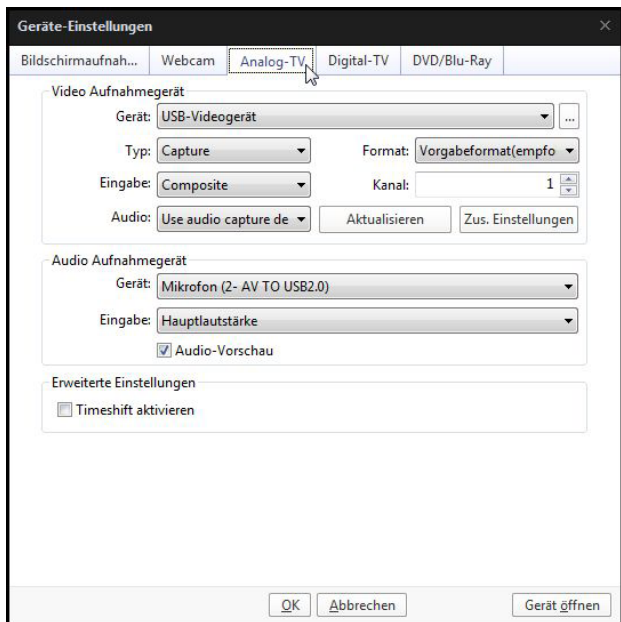 Geräte-Einstellungen
Bildschirmaufnah... Webcam Analog-TV Digital-TV DVD/Blu-Ray
Video Aufnahmegerät
Gerät: USB-Videogerät ...
Typ: Capture Format: Vorgabeformat(empfo
Eingabe: Composite Kanal: 1
Audio: Use audio capture de Aktualisieren Zus. Einstellungen
Audio Aufnahmegerät
Gerät: Mikrofon (2- AV TO USB2.0)
Eingabe: Hauptlautstärke
Audio-Vorschau
Erweiterte Einstellungen
Timeshift aktivieren
OK Abbrechen Gerät öffnen